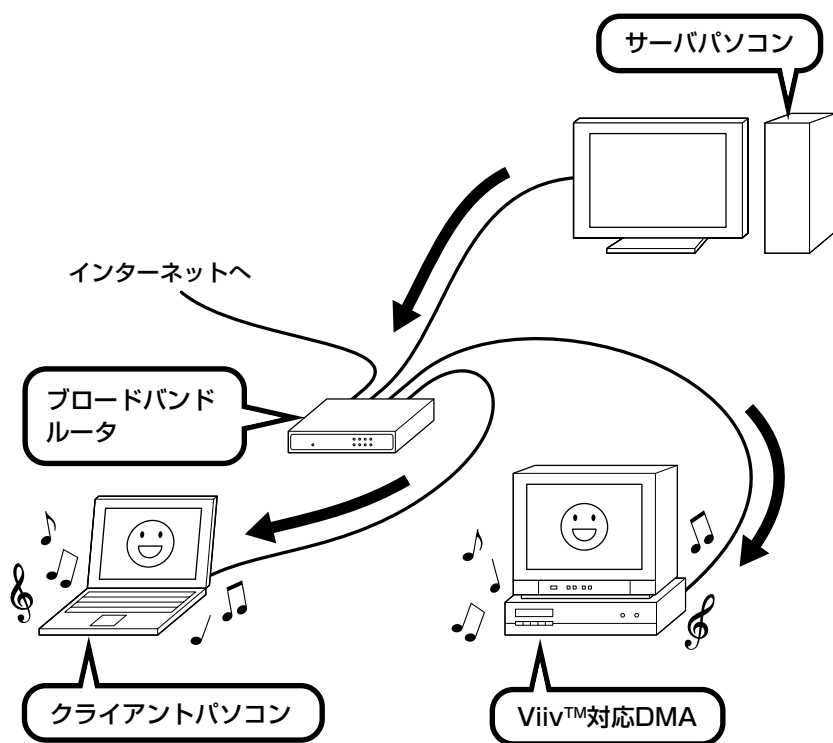 サーバパソコン
インターネットへ
ブロードバンド
ルータ
クライアントパソコン
Viiv™対応DMA